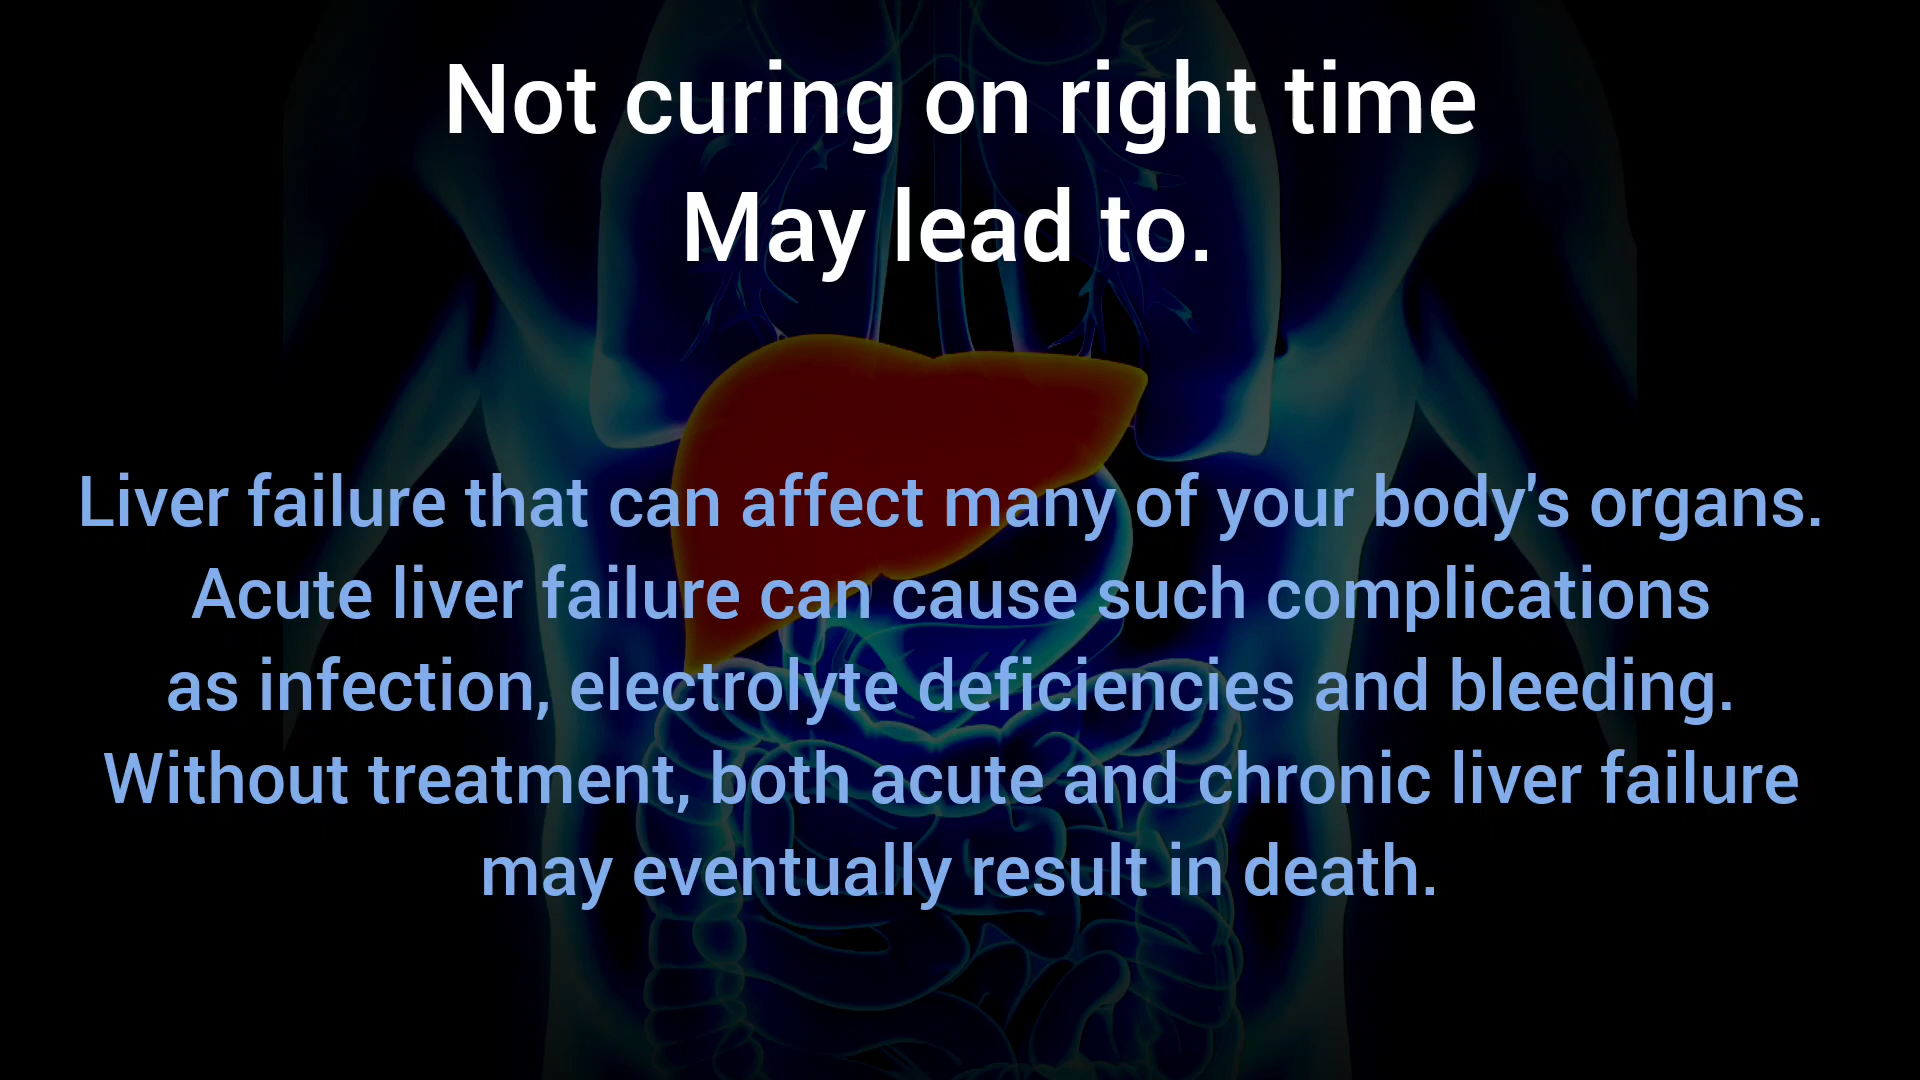 Not curing on right time
May lead to.
Liver failure that can affect many of your body's organs.
Acute liver failure can cause such complications
as infection, electrolyte deficiencies and bleeding.
Without treatment, both acute and chronic liver failure
may eventually result in death.